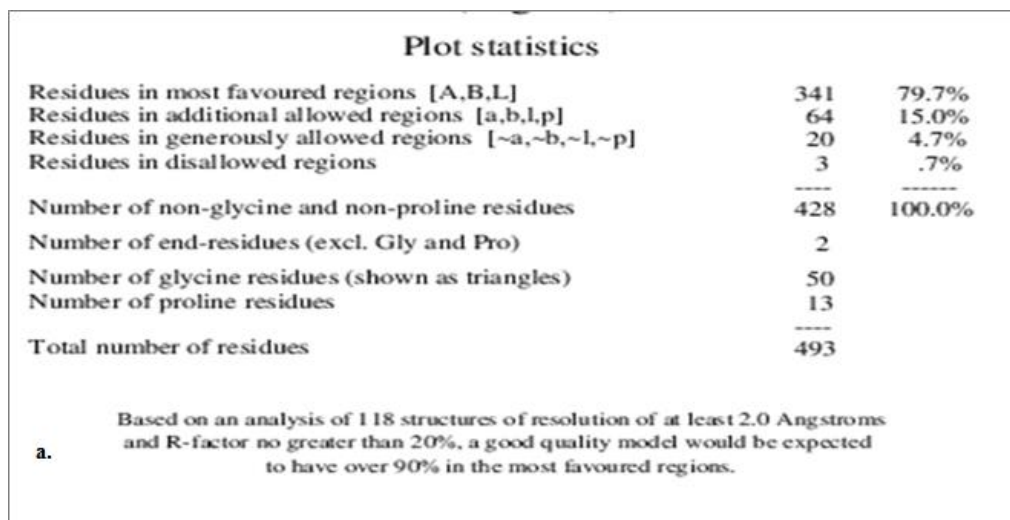 Plot statistics
Residues in most favoured regions [A,B,L] 341 79.7%
Residues in additional allowed regions [a,b,l,p] 64 15.0%
Residues in generously allowed regions [~a,~b,~l,~p] 20 4.7%
Residues in disallowed regions 3 .7%
---- ------
Number of non-glycine and non-proline residues 428 100.0%
Number of end-residues (excl. Gly and Pro) 2
Number of glycine residues (shown as triangles) 50
Number of proline residues 13
----
Total number of residues 493
Based on an analysis of 118 structures of resolution of at least 2.0 Angstroms
a. and R-factor no greater than 20%, a good quality model would be expected
to have over 90% in the most favoured regions.